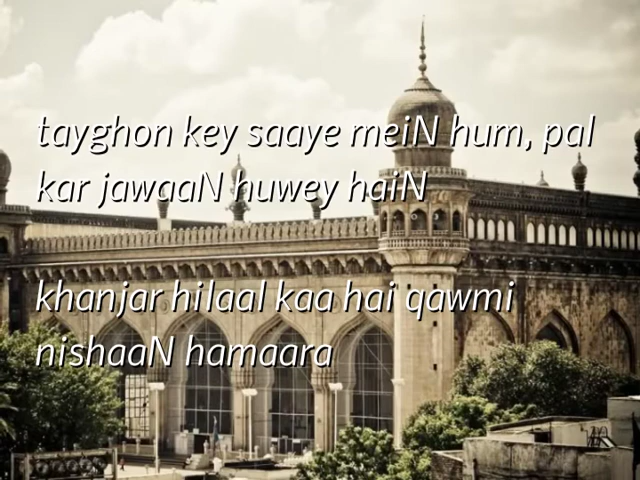 tayghon key saaye meiN hum, pal
kar jawaaN huwey haiN
khanjar hilaal kaa hai qawmi
nishaaN hamaara